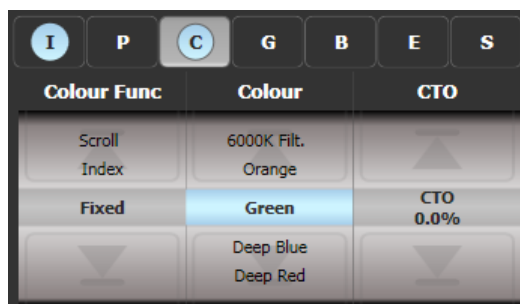 I P C G B E S
Colour Func Colour CTO
Scroll 6000K Filt.
Index Orange
Fixed Green CTO
0.0%
Deep Blue
Deep Red